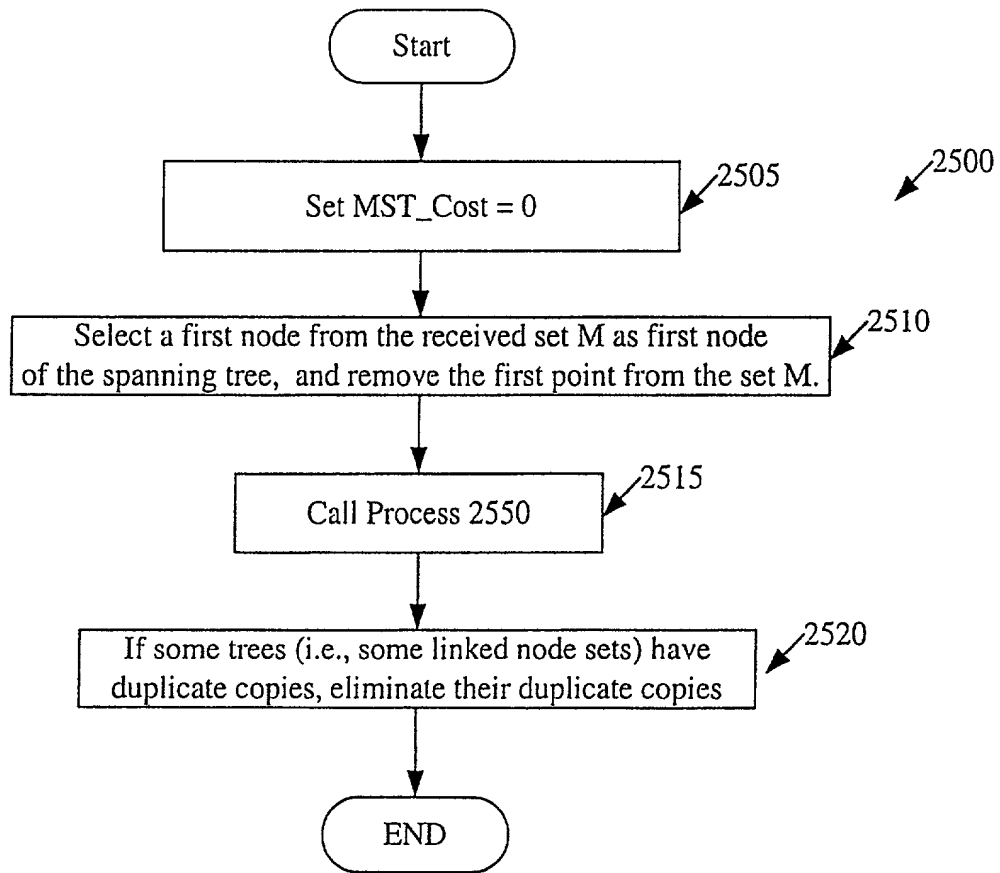 Start
2505
2500
Set MST_Cost = 0
2510
Select a first node from the received set M as first node
of the spanning tree, and remove the first point from the set M.
2515
Call Process 2550
2520
If some trees (i.e., some linked node sets) have
duplicate copies, eliminate their duplicate copies
END